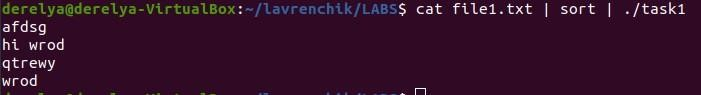 derelya@derelya-VirtualBox:~/lavrenchik/LABS$ cat file1.txt | sort | ./task1
afdsg
hi wrod
qtrewy
wrod